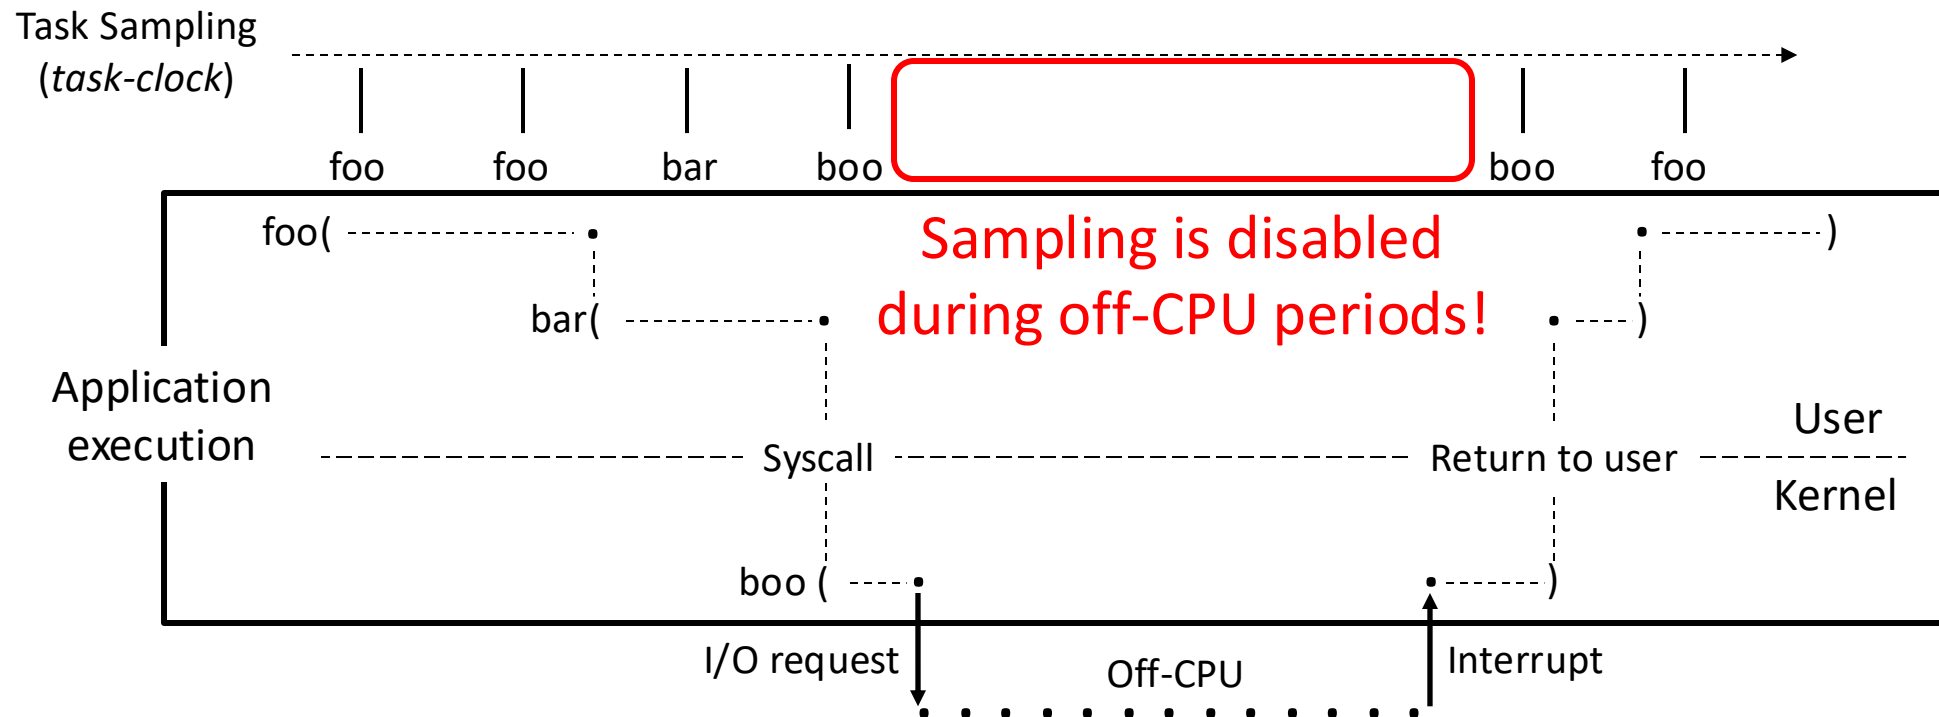 Task Sampling
(task-clock)
foo foo bar boo boo foo
foo( )
Sampling is disabled
bar( )
during off-CPU periods!
Application
execution
User
Syscall Return to user
Kernel
boo ( )
I/O request
Off-CPU
Interrupt